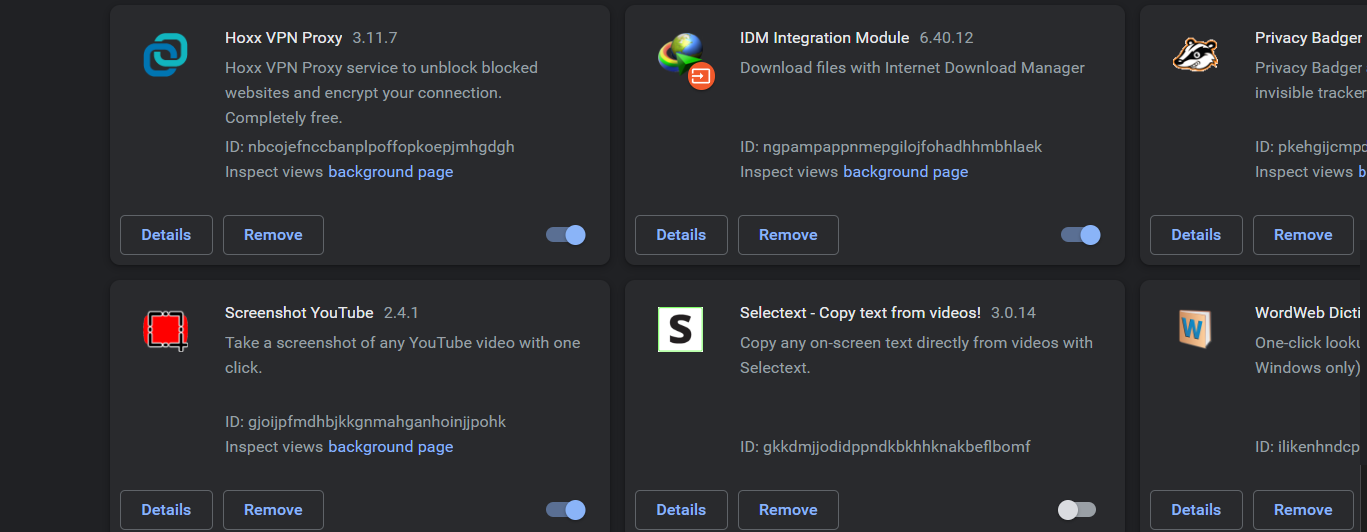 Hoxx VPN Proxy 3.11.7
Hoxx VPN Proxy service to unblock blocked
websites and encrypt your connection.
Completely free.
ID: nbcojefnccbanplpoffopkoepjmhgdgh
Inspect views background page
Details Remove
IDM Integration Module 6.40.12
Download files with Internet Download Manager
ID: ngpampappnmepgilojfohadhhmbhlaek
Inspect views background page
Details Remove
Privacy Badger
Privacy Badger
invisible tracker
ID: pkehgijcmpd
Inspect views b
Details Remove
Screenshot YouTube 2.4.1
Take a screenshot of any YouTube video with one
click.
ID: gjoijpfmdhbjkkgnmahganhoinjjpohk
Inspect views background page
Details Remove
S
Selectext - Copy text from videos! 3.0.14
Copy any on-screen text directly from videos with
Selectext.
ID: gkkdmjjodidppndkbkhhknakbeflbomf
Details Remove
W
WordWeb Dicti
One-click looku
Windows only)
ID: ilikenhndcp
Details Remove